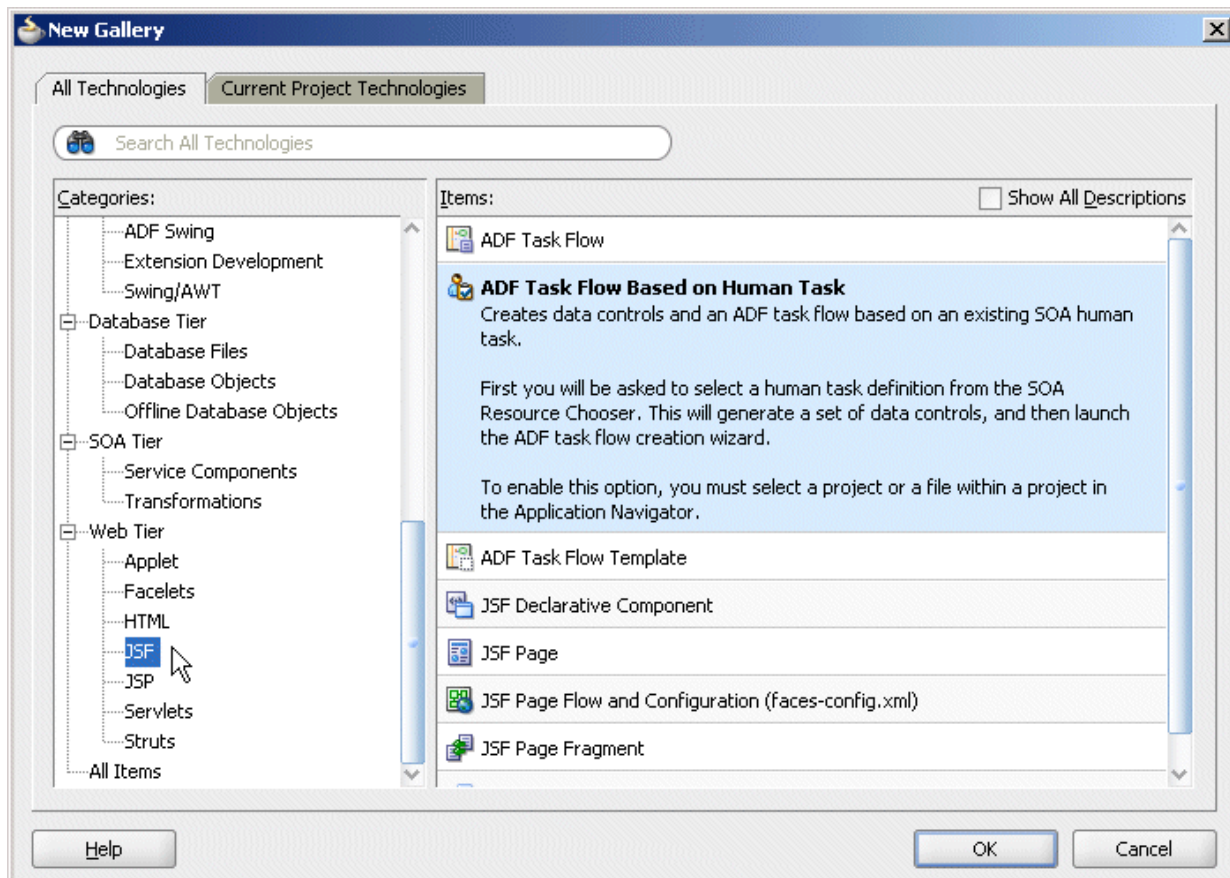 New Gallery
All Technologies
Current Project Technologies
Search All Technologies
Categories:
ADF Swing
Extension Development
Swing/AWT
Database Tier
Database Files
Database Objects
Offline Database Objects
SOA Tier
Service Components
Transformations
Web Tier
Applet
Facelets
HTML
JSF
JSP
Servlets
Struts
All Items
Items:
Show All Descriptions
ADF Task Flow
ADF Task Flow Based on Human Task
Creates data controls and an ADF task flow based on an existing SOA human
task.
First you will be asked to select a human task definition from the SOA
Resource Chooser. This will generate a set of data controls, and then launch
the ADF task flow creation wizard.
To enable this option, you must select a project or a file within a project in
the Application Navigator.
ADF Task Flow Template
JSF Declarative Component
JSF Page
JSF Page Flow and Configuration (faces-config.xml)
JSF Page Fragment
Help
OK
Cancel